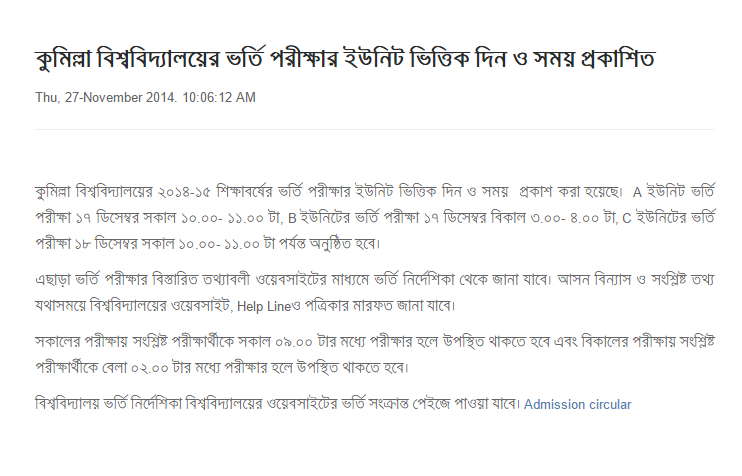 কুমিল্লা বিশ্ববিদ্যালয়ের ভর্তি পরীক্ষার ইউনিট ভিত্তিক দিন ও সময় প্রকাশিত
Thu, 27-November 2014. 10:06:12 AM
কুমিল্লা বিশ্ববিদ্যালয়ের ২০১৪-১৫ শিক্ষাবর্ষের ভর্তি পরীক্ষার ইউনিট ভিত্তিক দিন ও সময় প্রকাশ করা হয়েছে। A ইউনিট ভর্তি
পরীক্ষা ১৭ ডিসেম্বর সকাল ১০.০০- ১১.০০ টা, B ইউনিটের ভর্তি পরীক্ষা ১৭ ডিসেম্বর বিকাল ৩.০০- ৪.০০ টা, C ইউনিটের ভর্তি
পরীক্ষা ১৮ ডিসেম্বর সকাল ১০.০০- ১১.০০ টা পর্যন্ত অনুষ্ঠিত হবে।
এছাড়া ভর্তি পরীক্ষার বিস্তারিত তথ্যাবলী ওয়েবসাইটের মাধ্যমে ভর্তি নির্দেশিকা থেকে জানা যাবে। আসন বিন্যাস ও সংশ্লিষ্ট তথ্য
যথাসময়ে বিশ্ববিদ্যালয়ের ওয়েবসাইট, Help Lineও পত্রিকার মারফত জানা যাবে।
সকালের পরীক্ষায় সংশ্লিষ্ট পরীক্ষার্থীকে সকাল ০৯.০০ টার মধ্যে পরীক্ষার হলে উপস্থিত থাকতে হবে এবং বিকালের পরীক্ষায় সংশ্লিষ্ট
পরীক্ষার্থীকে বেলা ০২.০০ টার মধ্যে পরীক্ষার হলে উপস্থিত থাকতে হবে।
বিশ্ববিদ্যালয় ভর্তি নির্দেশিকা বিশ্ববিদ্যালয়ের ওয়েবসাইটের ভর্তি সংক্রান্ত পেইজে পাওয়া যাবে। Admission circular